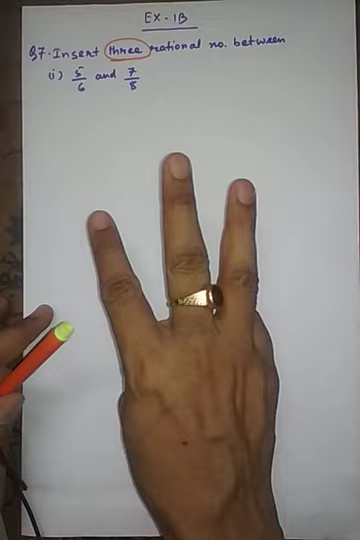 EX-1B
Q7. Insert three rational no. between
(i) 5/6 and 7/8